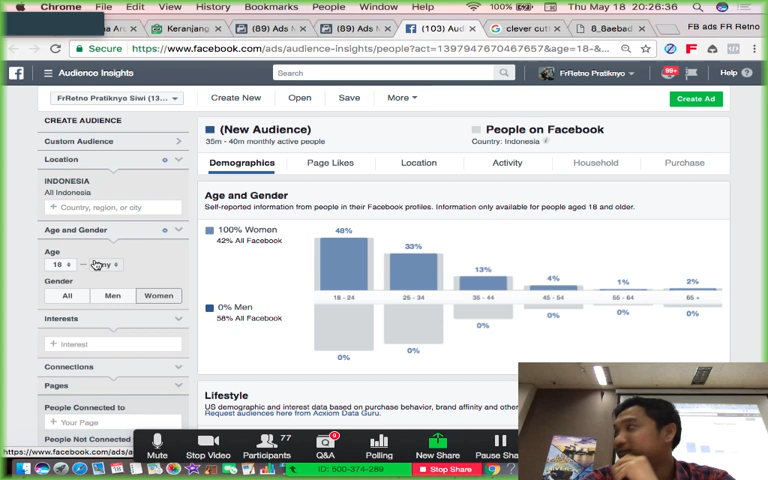 Chrome File Edit View History Bookmarks People Window Help 100% Thu May 18 20:26:36
Keranjang (89) Ads M (89) Ads M (103) Aud clever cut 8_8aebad FB ads FR Retno
Secure https://www.facebook.com/ads/audience-insights/people?act=1397947670467657&age=18-&
Audience Insights Search FrRetno Pratiknyo 99+ Help
FrRetno Pratiknyo Siwi (13... Create New Open Save More Create Ad
CREATE AUDIENCE
Custom Audience
Location
INDONESIA
All Indonesia
+ Country, region, or city
Age and Gender
Age
18 —
Gender
All Men Women
Interests
+ Interest
Connections
Pages
People Connected to
+ Your Page
People Not Connected
(New Audience)
35m - 40m monthly active people
People on Facebook
Country: Indonesia
Demographics Page Likes Location Activity Household Purchase
Age and Gender
Self-reported information from people in their Facebook profiles. Information only available for people aged 18 and older.
100% Women
42% All Facebook
48% 33% 13% 4% 1% 2%
18 - 24 25 - 34 35 - 44 45 - 54 55 - 64 65 +
0% Men
58% All Facebook
0% 0% 0% 0% 0% 0%
Lifestyle
US demographic and interest data based on purchase behavior, brand affinity and other
Request audiences here from Acxiom Data Guru.
https://www.facebook.com/ads/a
77
Mute Stop Video Participants Q&A Polling New Share Pause Sha
ID: 500-374-289 Stop Share